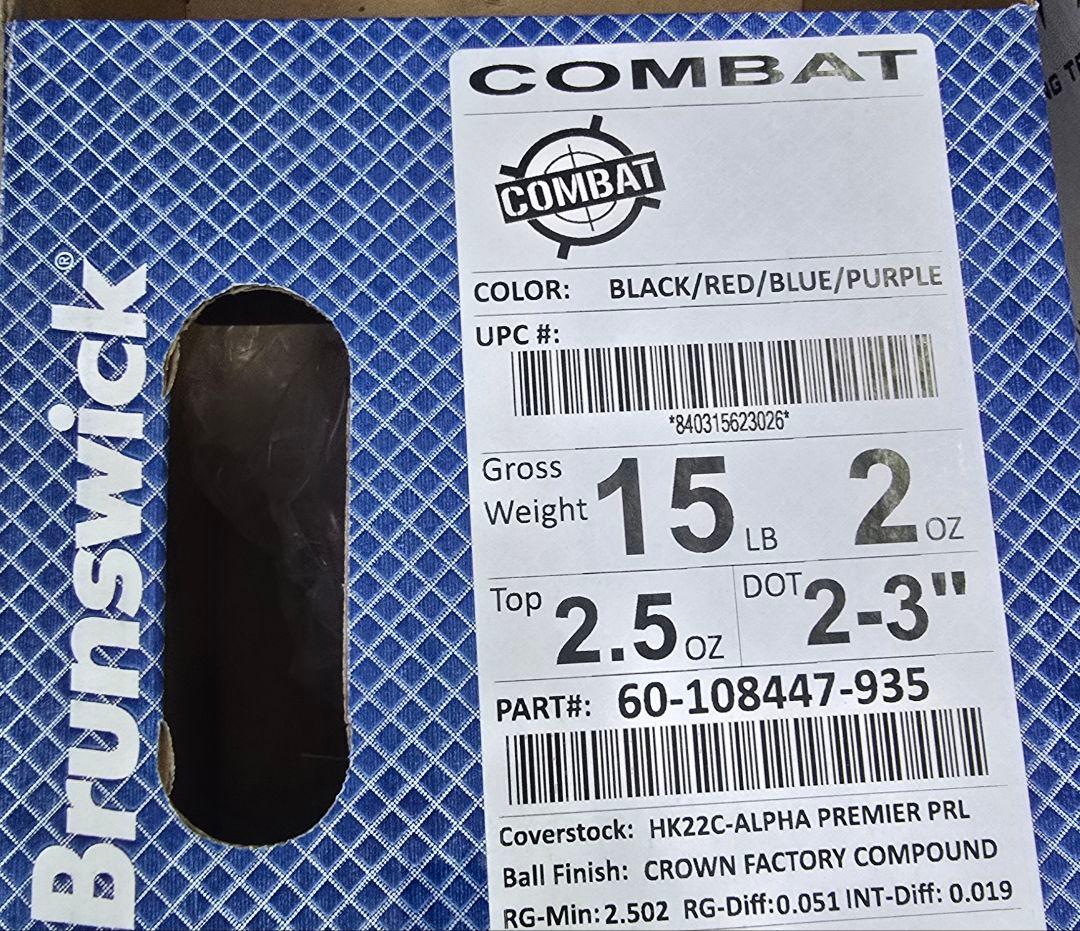 Brunswick®
COMBAT
COMBAT
COLOR: BLACK/RED/BLUE/PURPLE
UPC #:
*840315623026*
Gross Weight 15 LB 2 OZ
Top 2.5 OZ DOT 2-3"
PART#: 60-108447-935
Coverstock: HK22C-ALPHA PREMIER PRL
Ball Finish: CROWN FACTORY COMPOUND
RG-Min: 2.502 RG-Diff: 0.051 INT-Diff: 0.019